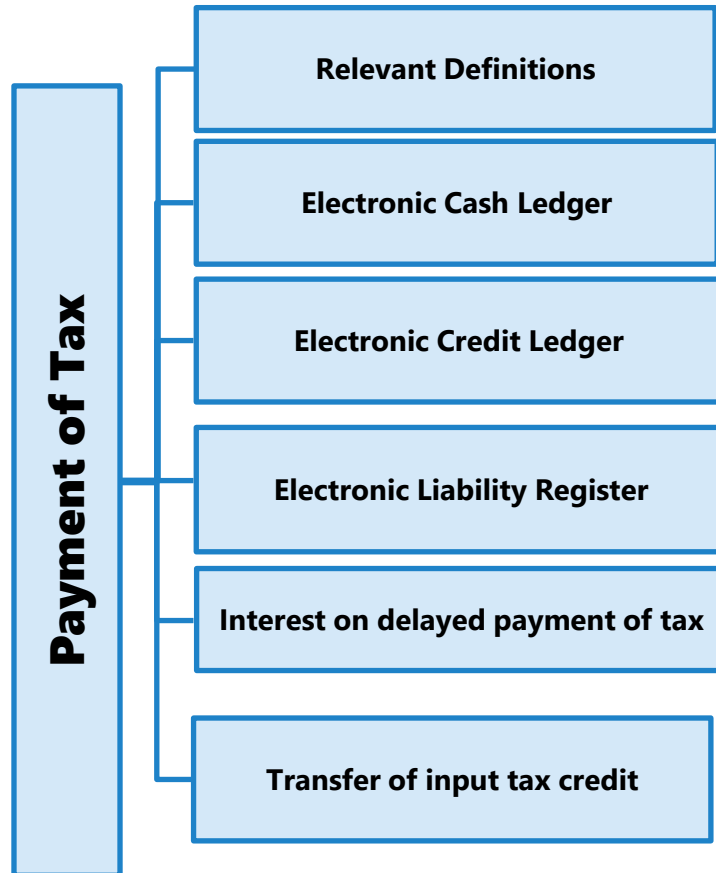 Payment of Tax
Relevant Definitions
Electronic Cash Ledger
Electronic Credit Ledger
Electronic Liability Register
Interest on delayed payment of tax
Transfer of input tax credit